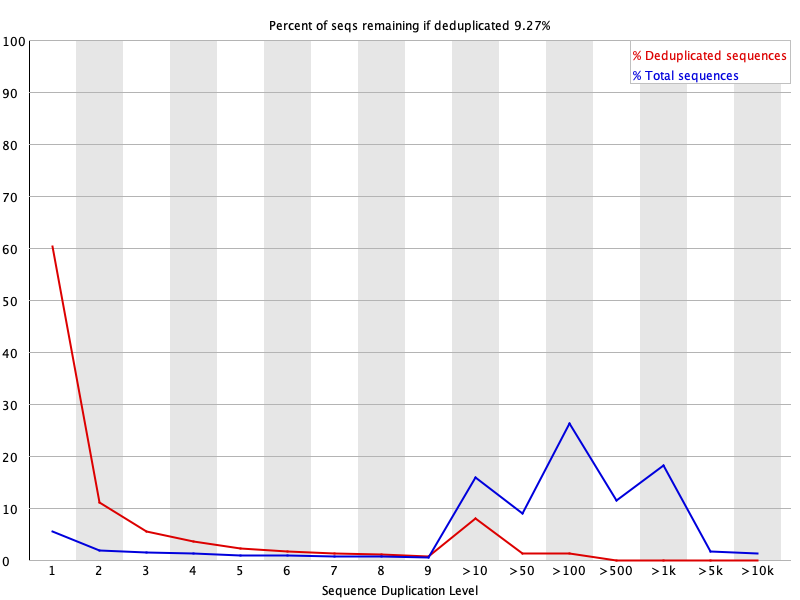 Percent of seqs remaining if deduplicated 9.27%
% Deduplicated sequences
% Total sequences
100
90
80
70
60
50
40
30
20
10
0
1 2 3 4 5 6 7 8 9 >10 >50 >100 >500 >1k >5k >10k
Sequence Duplication Level